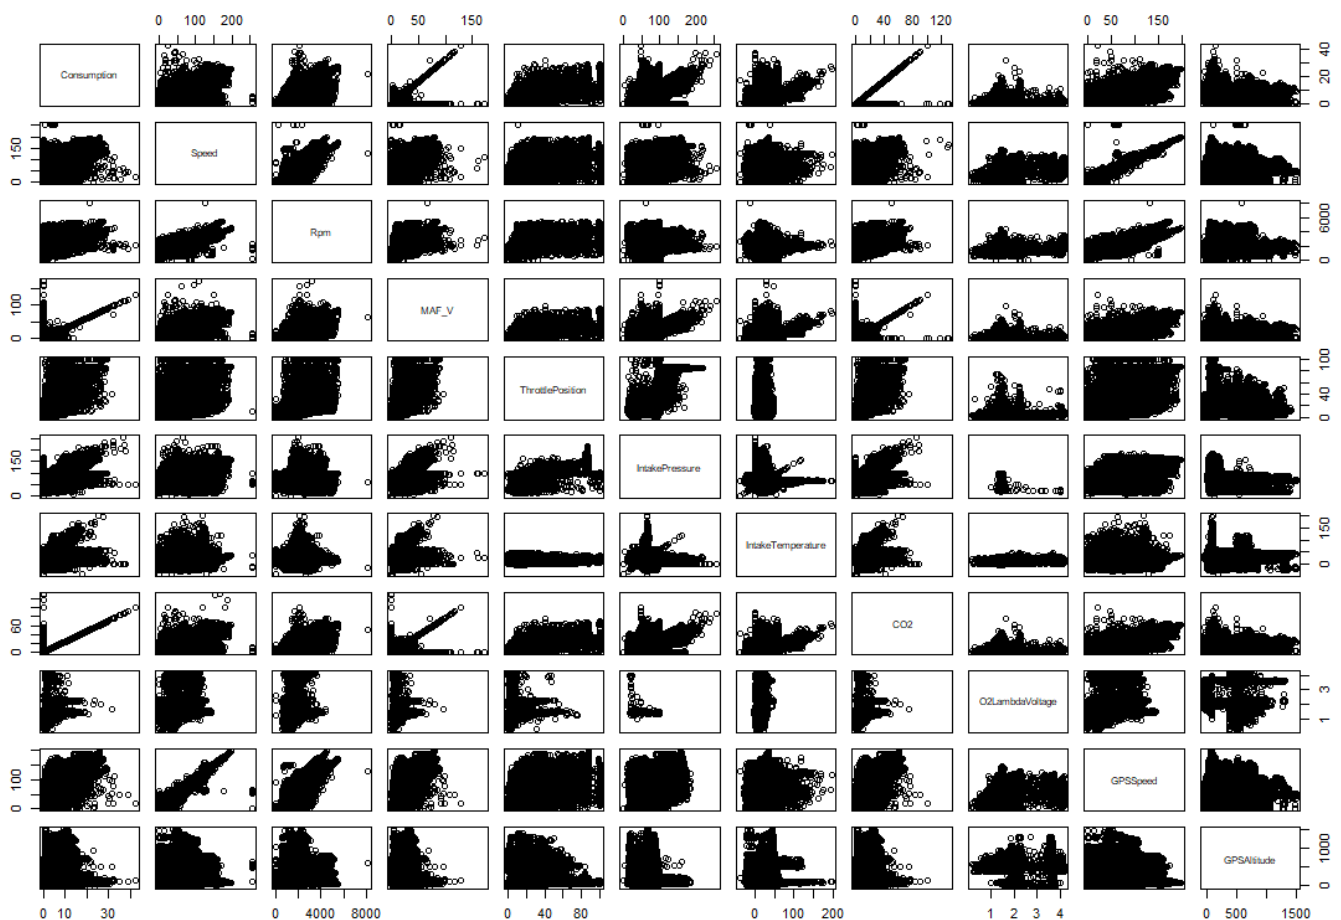 0 100 200
0 50 150
0 100 200
0 40 80 120
0 50 150
Consumption
0 20 40
0 150
Speed
Rpm
0 6000
0 100
MAF_V
ThrottlePosition
0 40 100
0 150
IntakePressure
IntakeTemperature
0 150
0 60
CO2
O2LambdaVoltage
1 3
0 100
GPSSpeed
GPSAltitude
0 1000
0 10 30
0 4000 8000
0 40 80
0 100 200
1 2 3 4
0 500 1500